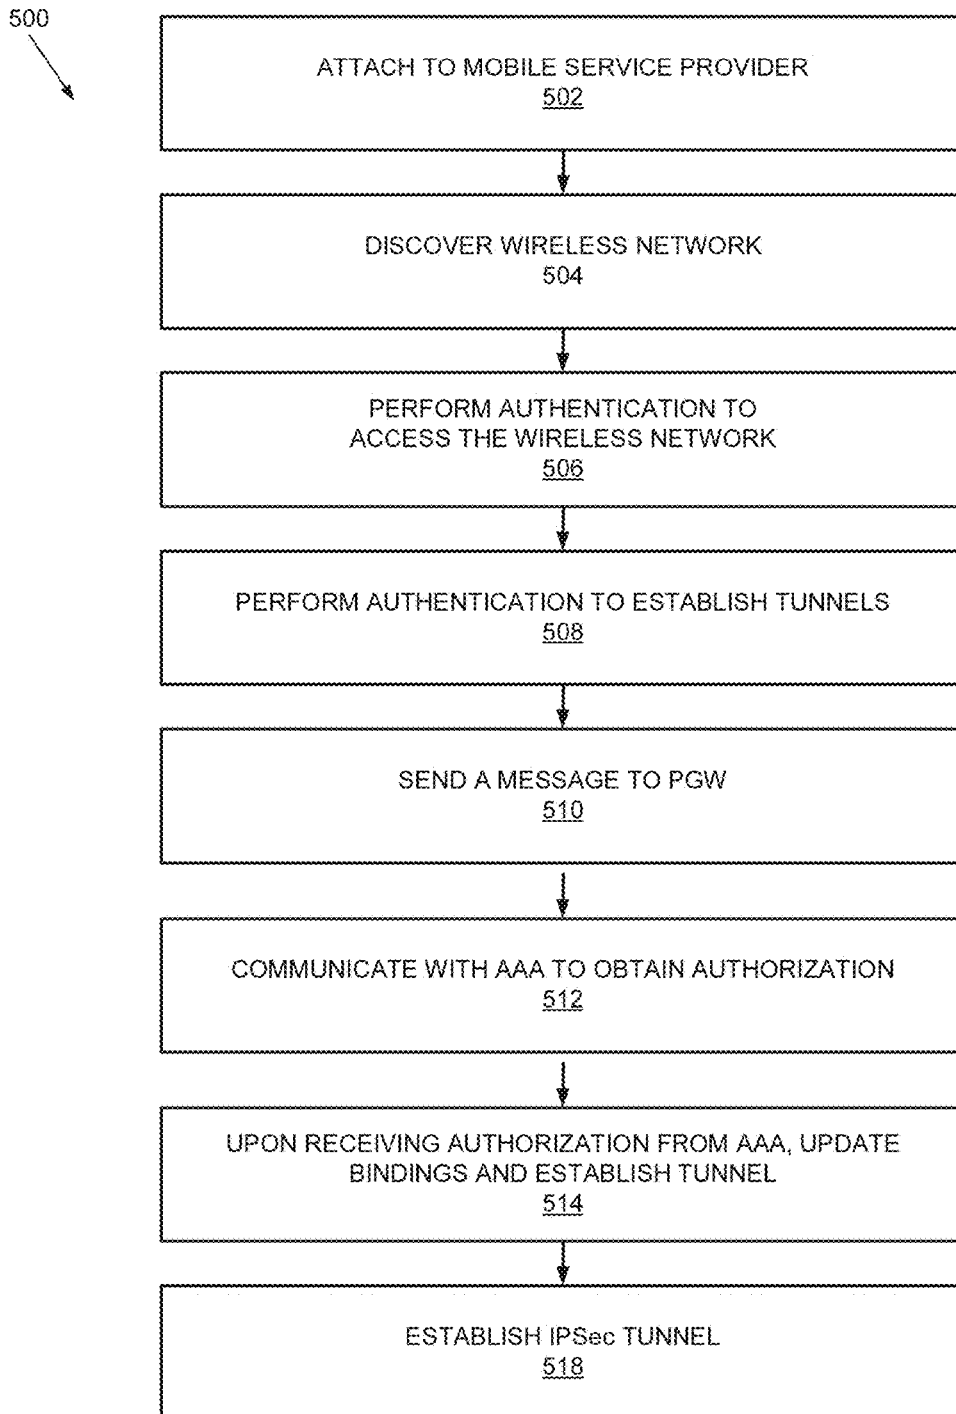 500
ATTACH TO MOBILE SERVICE PROVIDER
502
DISCOVER WIRELESS NETWORK
504
PERFORM AUTHENTICATION TO
ACCESS THE WIRELESS NETWORK
506
PERFORM AUTHENTICATION TO ESTABLISH TUNNELS
508
SEND A MESSAGE TO PGW
510
COMMUNICATE WITH AAA TO OBTAIN AUTHORIZATION
512
UPON RECEIVING AUTHORIZATION FROM AAA, UPDATE
BINDINGS AND ESTABLISH TUNNEL
514
ESTABLISH IPSec TUNNEL
518